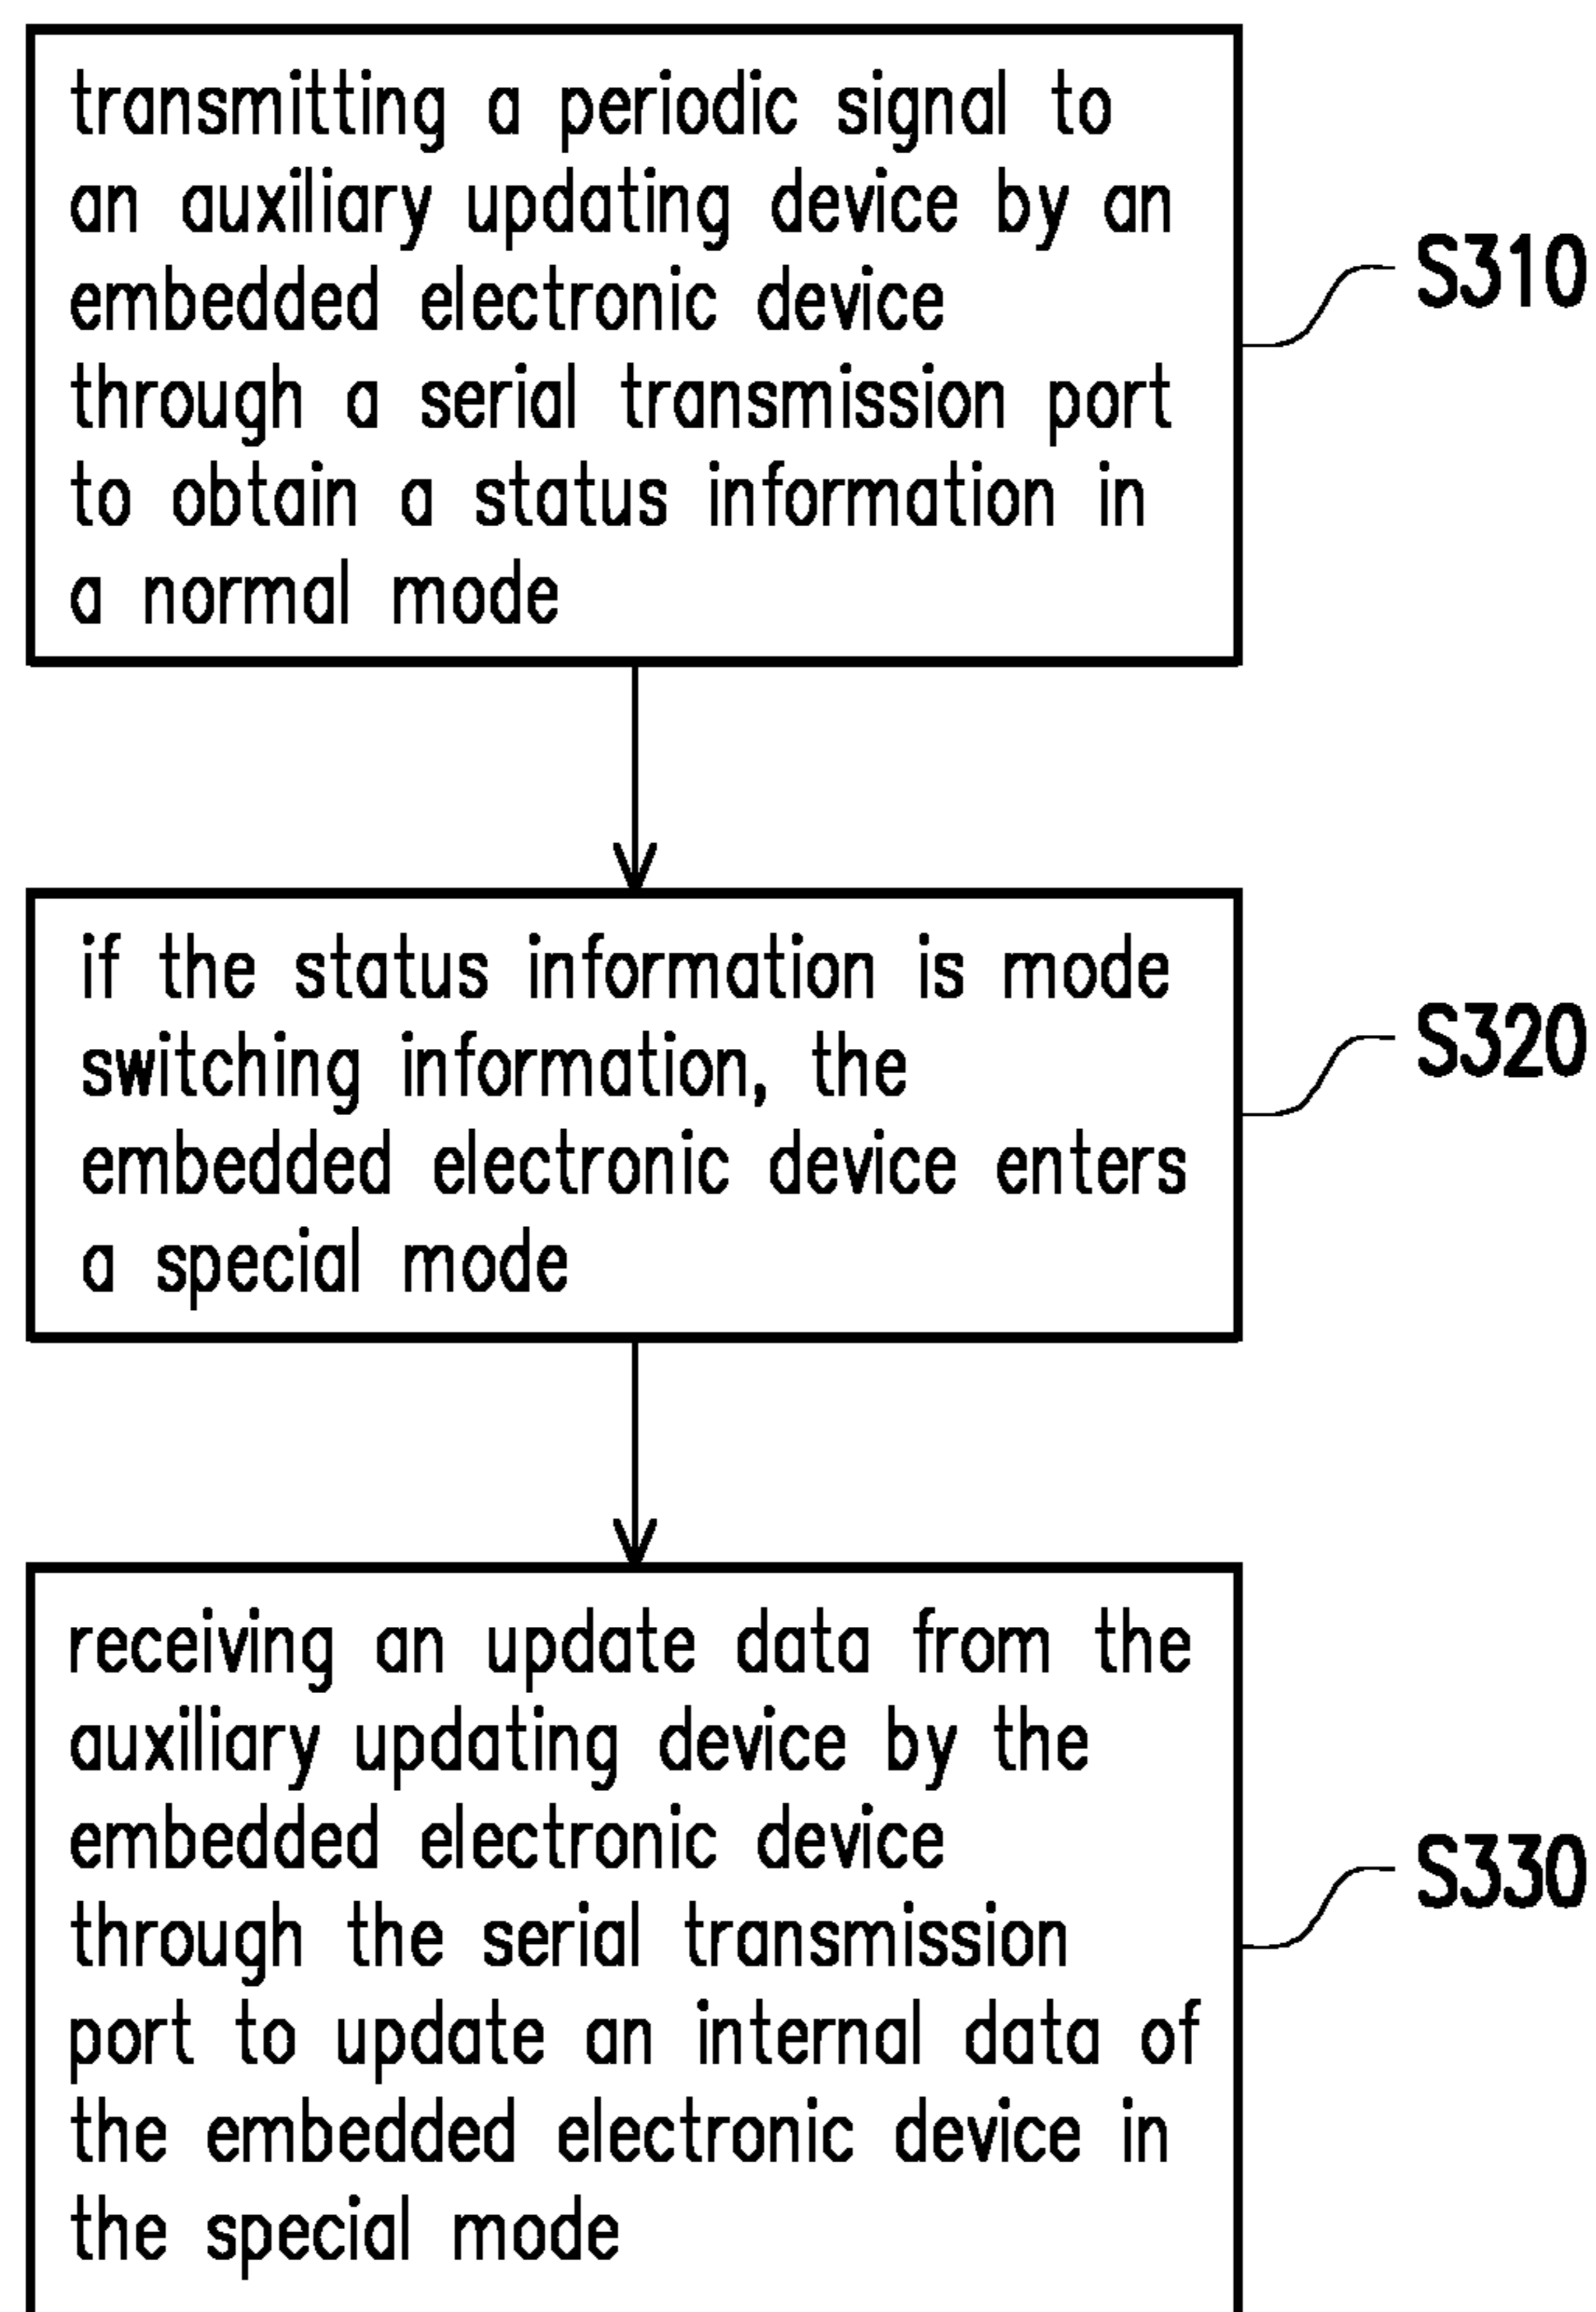 transmitting a periodic signal to
an auxiliary updating device by an
embedded electronic device
through a serial transmission port
to obtain a status information in
a normal mode
S310
if the status information is mode
switching information, the
embedded electronic device enters
a special mode
S320
receiving an update data from the
auxiliary updating device by the
embedded electronic device
through the serial transmission
port to update an internal data of
the embedded electronic device in
the special mode
S330